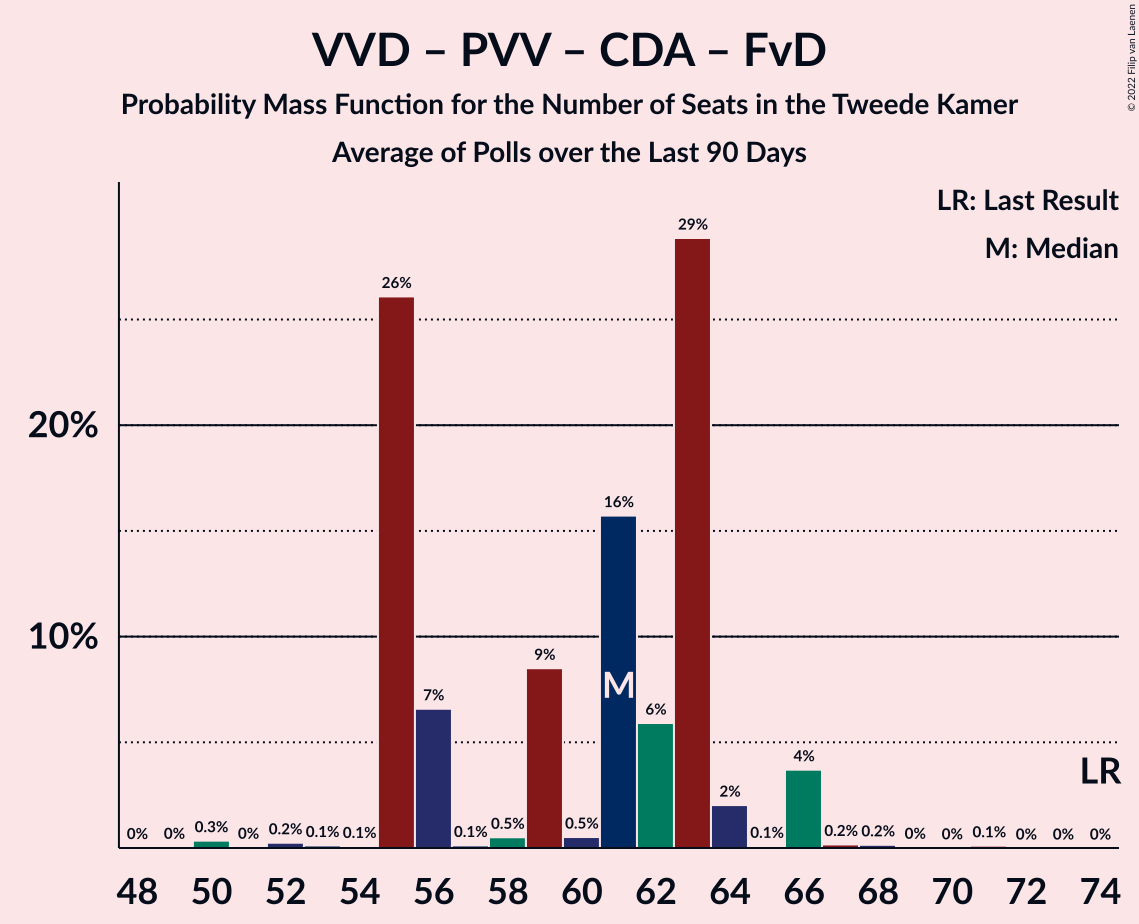 VVD – PVV – CDA – FvD
Probability Mass Function for the Number of Seats in the Tweede Kamer
Average of Polls over the Last 90 Days
© 2022 Filip van Laenen
LR: Last Result
M: Median
20%
10%
0% 0% 0.3% 0% 0.2% 0.1% 0.1% 26% 7% 0.1% 0.5% 9% 0.5% 16% 6% 29% 2% 0.1% 4% 0.2% 0.2% 0% 0% 0.1% 0% 0% 0%
M
LR
48 50 52 54 56 58 60 62 64 66 68 70 72 74